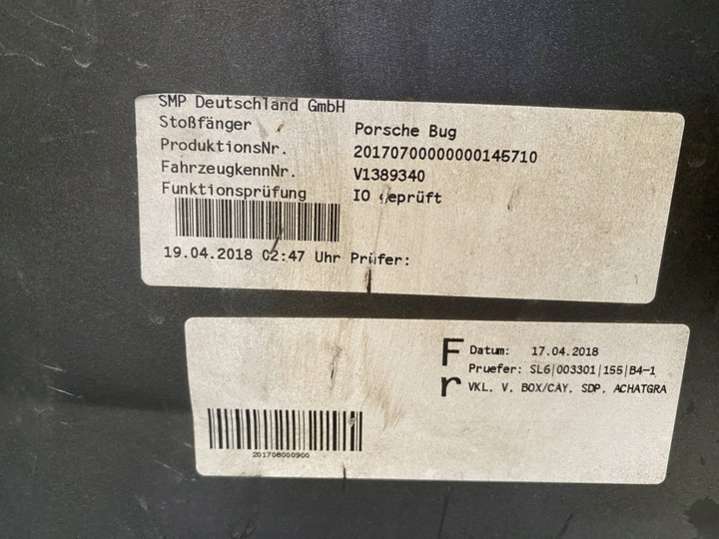 SMP Deutschland GmbH
Stoßfänger Porsche Bug
ProduktionsNr. 20170700000000145710
FahrzeugkennNr. V1389340
Funktionsprüfung IO geprüft
19.04.2018 02:47 Uhr Prüfer:
F Datum: 17.04.2018
Pruefer: SL6|003301|155|B4-1
r VKL. V. BOX/CAY. SDP. ACHATGRA
201708000900